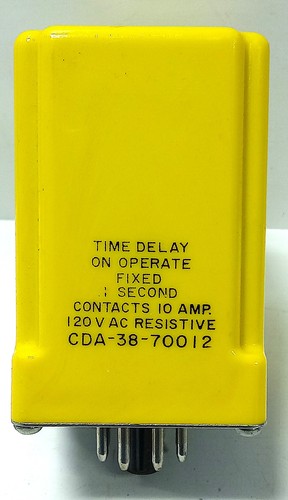 TIME DELAY
ON OPERATE
FIXED
.1 SECOND
CONTACTS 10 AMP.
120 V AC RESISTIVE
CDA-38-70012